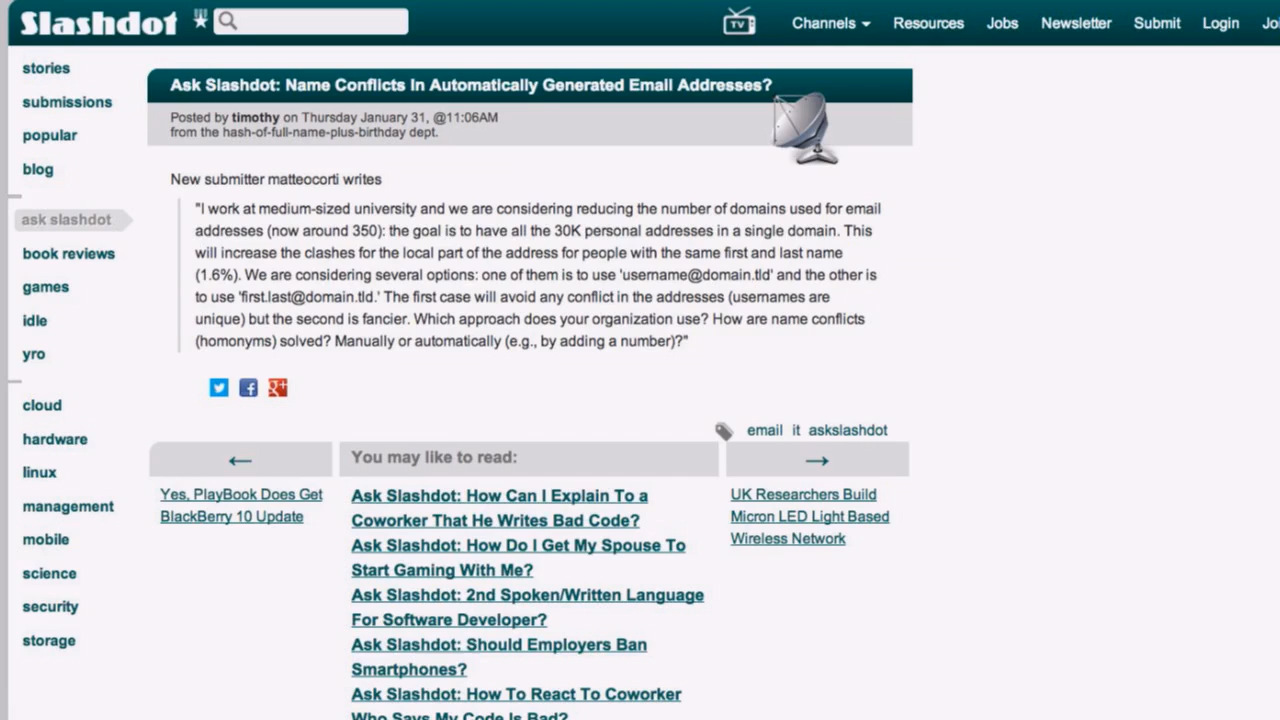 Slashdot
TV
Channels
Resources
Jobs
Newsletter
Submit
Login
stories
submissions
popular
blog
ask slashdot
book reviews
games
idle
yro
cloud
hardware
linux
management
mobile
science
security
storage
Ask Slashdot: Name Conflicts In Automatically Generated Email Addresses?
Posted by timothy on Thursday January 31, @11:06AM
from the hash-of-full-name-plus-birthday dept.
New submitter matteocorti writes
"I work at medium-sized university and we are considering reducing the number of domains used for email
addresses (now around 350): the goal is to have all the 30K personal addresses in a single domain. This
will increase the clashes for the local part of the address for people with the same first and last name
(1.6%). We are considering several options: one of them is to use 'username@domain.tld' and the other is
to use 'first.last@domain.tld.' The first case will avoid any conflict in the addresses (usernames are
unique) but the second is fancier. Which approach does your organization use? How are name conflicts
(homonyms) solved? Manually or automatically (e.g., by adding a number)?"
email it askslashdot
←
Yes, PlayBook Does Get
BlackBerry 10 Update
You may like to read:
Ask Slashdot: How Can I Explain To a
Coworker That He Writes Bad Code?
Ask Slashdot: How Do I Get My Spouse To
Start Gaming With Me?
Ask Slashdot: 2nd Spoken/Written Language
For Software Developer?
Ask Slashdot: Should Employers Ban
Smartphones?
Ask Slashdot: How To React To Coworker
Who Says My Code Is Bad?
→
UK Researchers Build
Micron LED Light Based
Wireless Network